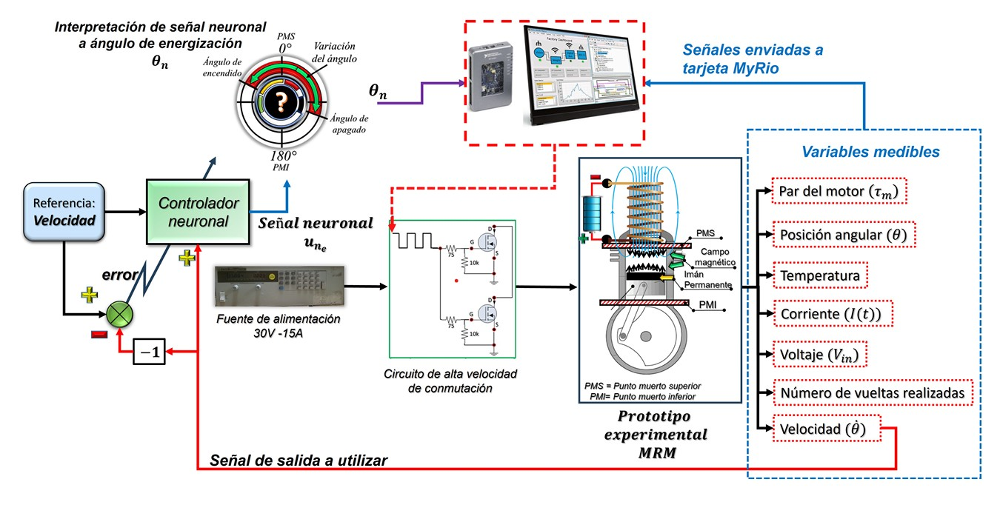 Interpretación de señal neuronal
a ángulo de energización
θₙ
PMS
0°
Ángulo de
encendido
Variación
del ángulo
?
Ángulo de
apagado
180°
PMI
θₙ
Factory Dashboard
Señales enviadas a
tarjeta MyRio
Variables medibles
Par del motor (τₘ)
Posición angular (θ)
Temperatura
Corriente (I(t))
Voltaje (Vᵢₙ)
Número de vueltas realizadas
Velocidad (θ̇)
Referencia:
Velocidad
Controlador
neuronal
Señal neuronal
uₙₑ
error
-1
Fuente de alimentación
30V -15A
D
G
75
10k
S
D
G
75
10k
S
Circuito de alta velocidad
de conmutación
PMS
Campo
magnético
Imán
Permanente
PMI
PMS = Punto muerto superior
PMI= Punto muerto inferior
Prototipo
experimental
MRM
Señal de salida a utilizar